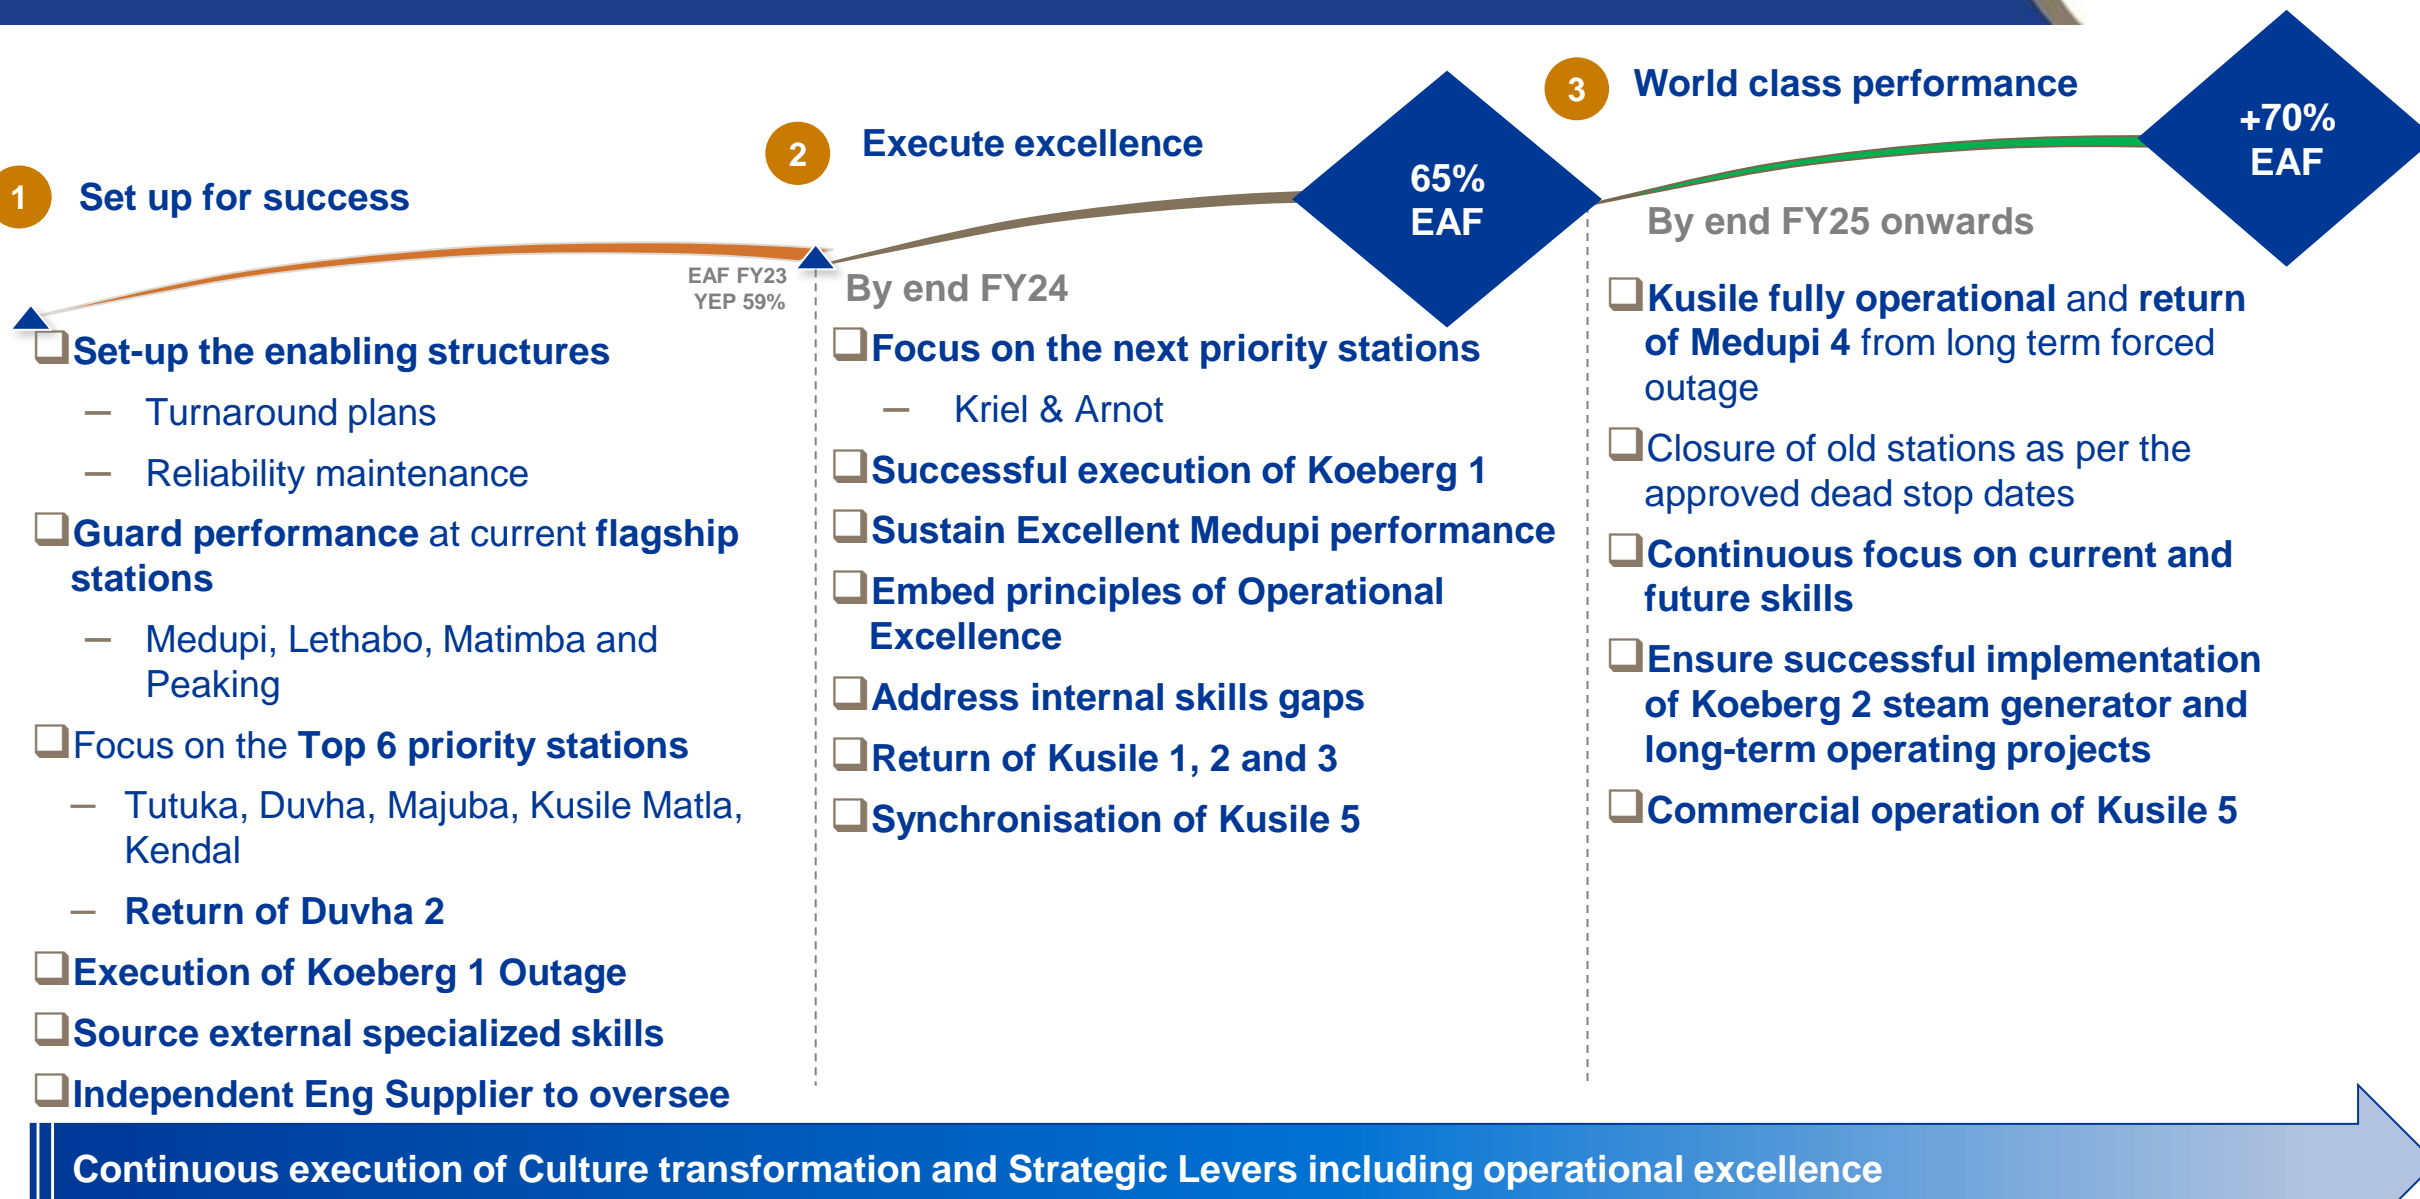 1
Set up for success
EAF FY23
YEP 59%
❑Set-up the enabling structures
– Turnaround plans
– Reliability maintenance
❑Guard performance at current flagship
stations
– Medupi, Lethabo, Matimba and
Peaking
❑Focus on the Top 6 priority stations
– Tutuka, Duvha, Majuba, Kusile Matla,
Kendal
– Return of Duvha 2
❑Execution of Koeberg 1 Outage
❑Source external specialized skills
❑Independent Eng Supplier to oversee
2
Execute excellence
65%
EAF
By end FY24
❑Focus on the next priority stations
– Kriel & Arnot
❑Successful execution of Koeberg 1
❑Sustain Excellent Medupi performance
❑Embed principles of Operational
Excellence
❑Address internal skills gaps
❑Return of Kusile 1, 2 and 3
❑Synchronisation of Kusile 5
3
World class performance
+70%
EAF
By end FY25 onwards
❑Kusile fully operational and return
of Medupi 4 from long term forced
outage
❑Closure of old stations as per the
approved dead stop dates
❑Continuous focus on current and
future skills
❑Ensure successful implementation
of Koeberg 2 steam generator and
long-term operating projects
❑Commercial operation of Kusile 5
Continuous execution of Culture transformation and Strategic Levers including operational excellence